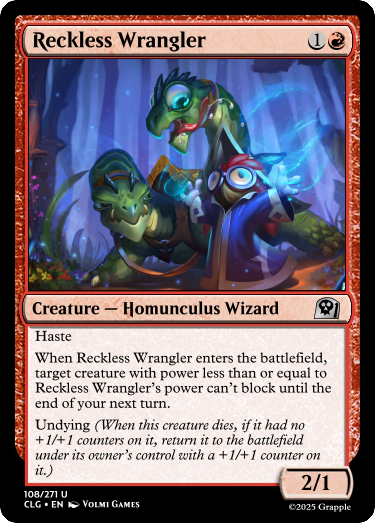 Reckless Wrangler 1
Creature — Homunculus Wizard
Haste
When Reckless Wrangler enters the battlefield,
target creature with power less than or equal to
Reckless Wrangler's power can't block until the
end of your next turn.
Undying (When this creature dies, if it had no
+1/+1 counters on it, return it to the battlefield
under its owner's control with a +1/+1 counter on
it.)
2/1
108/271 U
CLG • EN Volmi Games
©2025 Grapple